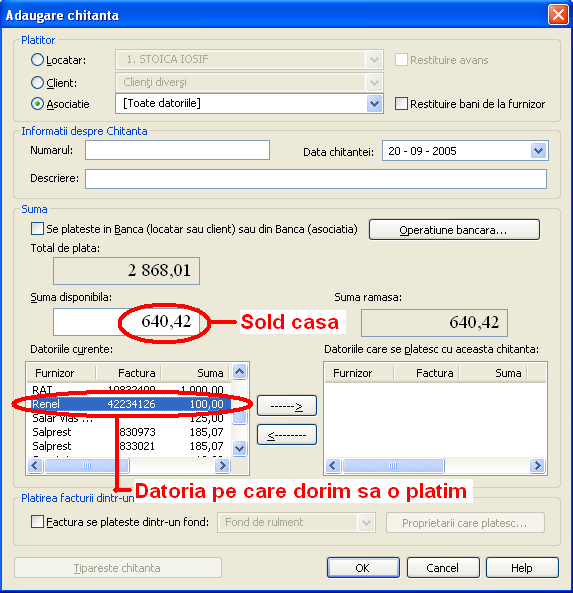 Adaugare chitanta
Platitor
Locatar:
1. STOICA IOSIF
Restituire avans
Client:
Clienţi diverşi
Asociatie
[Toate datoriile]
Restituire bani de la furnizor
Informatii despre Chitanta
Numarul:
Data chitantei:
20 - 09 - 2005
Descriere:
Suma
Se plateste in Banca (locatar sau client) sau din Banca (asociatia)
Operatiune bancara...
Total de plata:
2 868,01
Suma disponibila:
640,42
Sold casa
Suma ramasa:
640,42
Datoriile curente:
Furnizor Factura Suma
RAT 19832499 1 000,00
Renel 42234126 100,00
Salar Vlas ... 125,00
Salprest 830973 185,07
Salprest 833021 185,07
------>
<--------
Datoriile care se platesc cu aceasta chitanta:
Furnizor Factura Suma
Datoria pe care dorim sa o platim
Platirea facturii dintr-un
Factura se plateste dintr-un fond:
Fond de rulment
Proprietarii care platesc...
Tipareste chitanta
OK
Cancel
Help